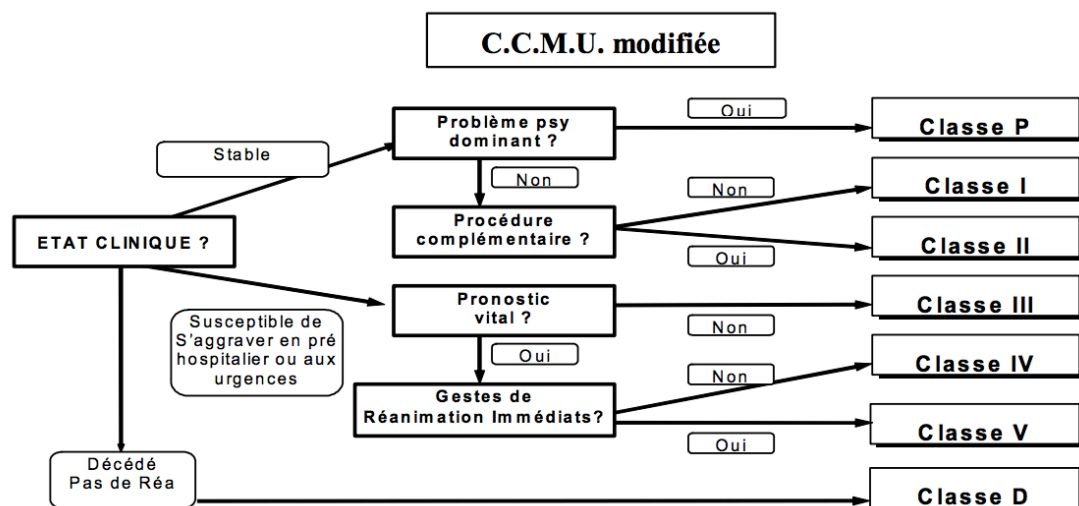 C.C.M.U. modifiée
Oui
Problème psy
dominant ?
Classe P
Stable
Non
Non
Classe I
Procédure
complémentaire ?
ETAT CLINIQUE ?
Oui
Classe II
Pronostic
vital ?
Classe III
Susceptible de
S'aggraver en pré
hospitalier ou aux
urgences
Non
Oui
Classe IV
Non
Gestes de
Réanimation Immédiats?
Classe V
Oui
Décédé
Pas de Réa
Classe D